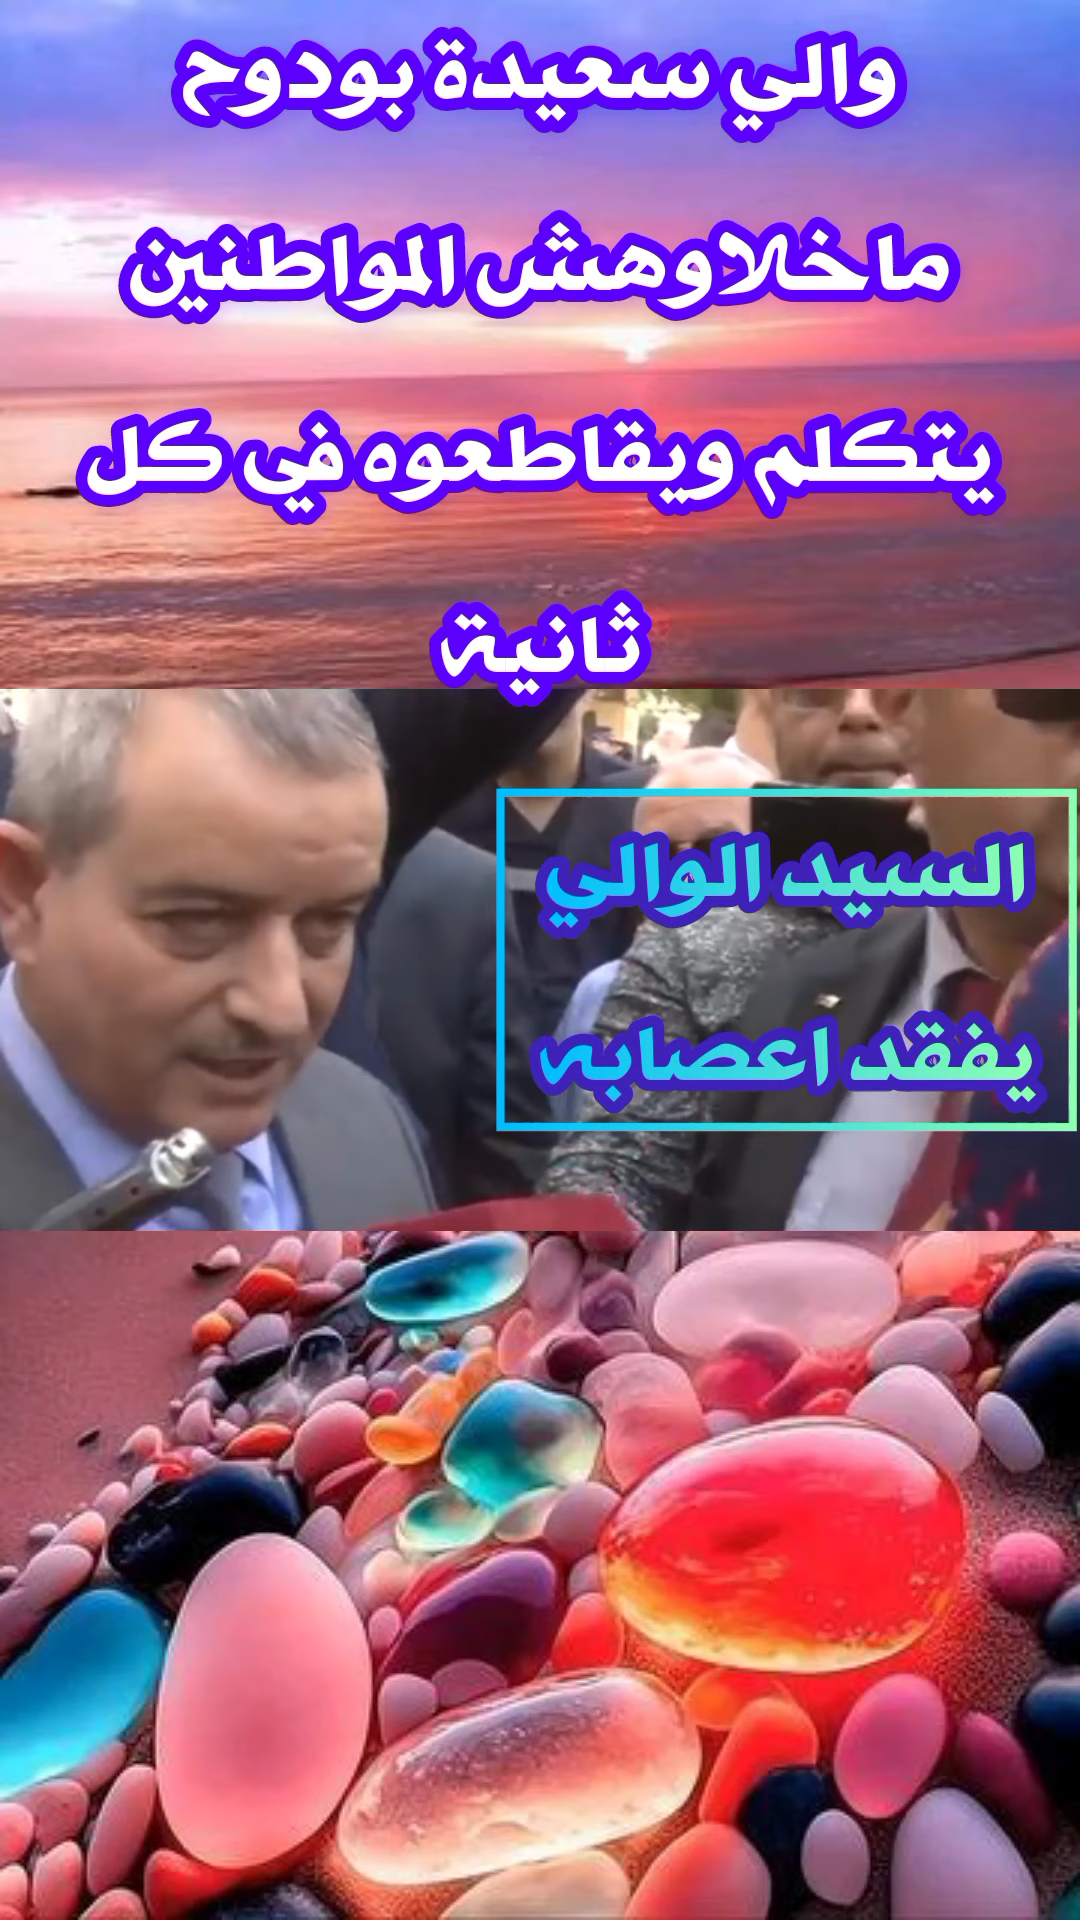 والي سعيدة بودوح
ماخلاوهش المواطنين
يتكلم ويقاطعوه في كل
ثانية
السيد الوالي
يفقد اعصابه